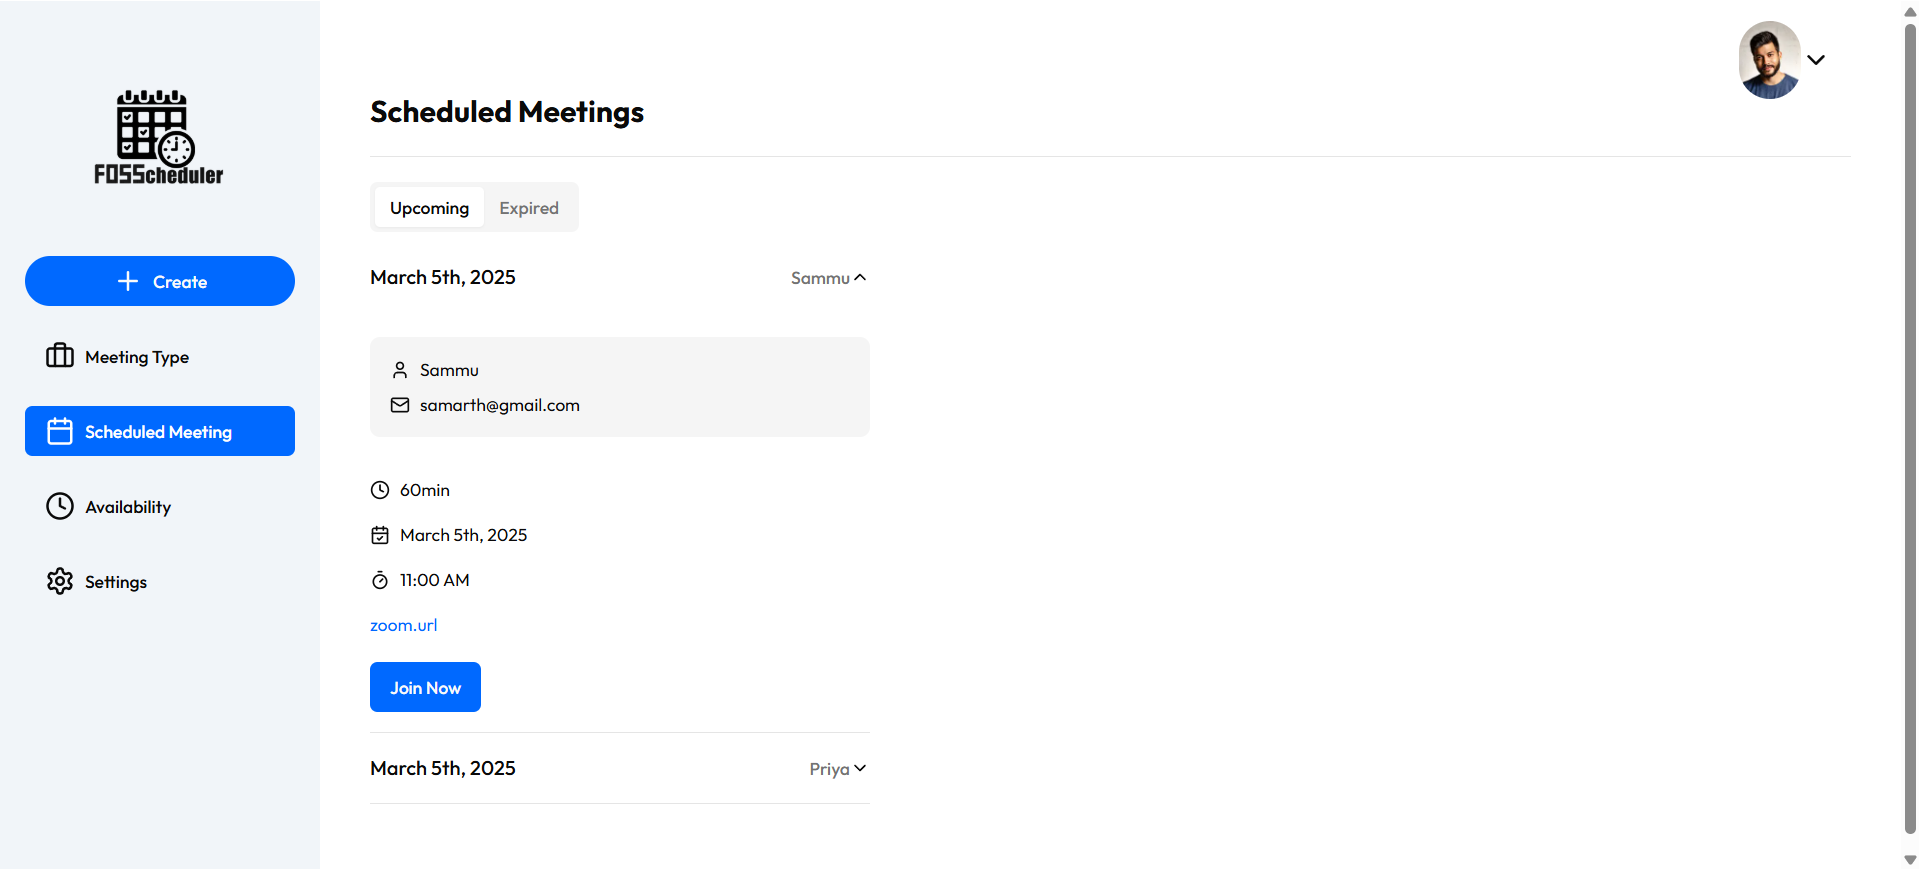 FOSScheduler
Create
Meeting Type
Scheduled Meeting
Availability
Settings
Scheduled Meetings
Upcoming
Expired
March 5th, 2025
Sammu
Sammu
samarth@gmail.com
60min
March 5th, 2025
11:00 AM
zoom.url
Join Now
March 5th, 2025
Priya